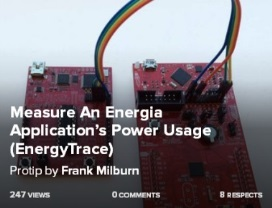 Measure An Energia
Application's Power Usage
(EnergyTrace)
Protip by Frank Milburn
247 VIEWS 0 COMMENTS 8 RESPECTS